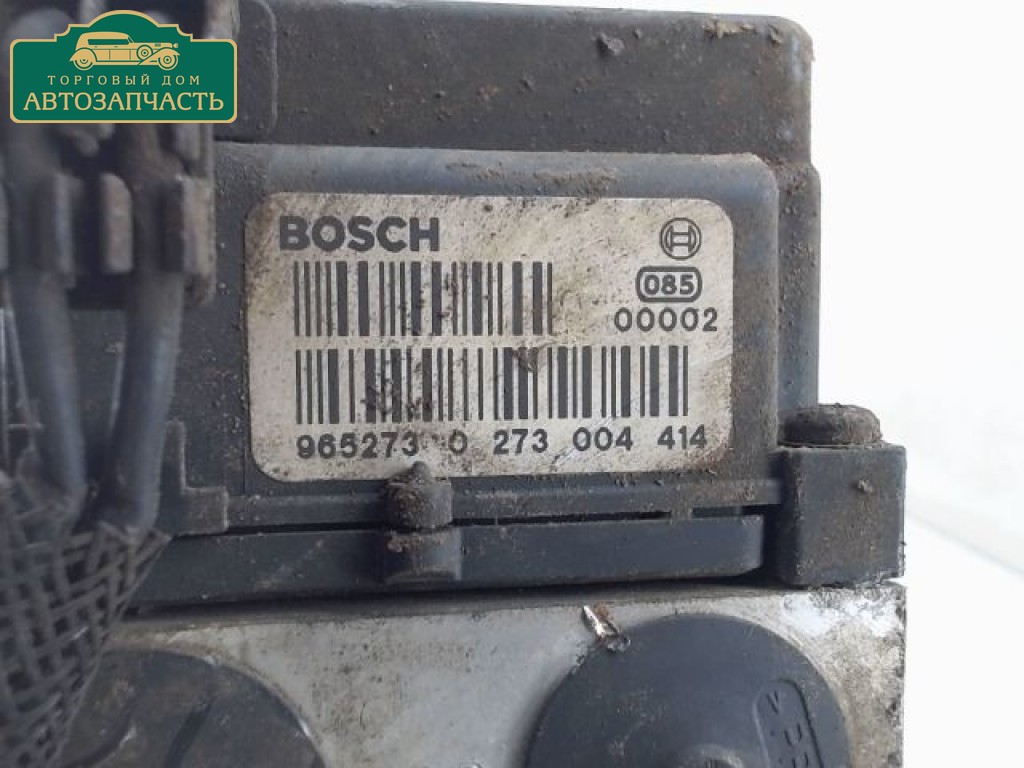 ТОРГОВЫЙ ДОМ
АВТОЗАПЧАСТЬ
BOSCH
085
00002
965273 0 273 004 414